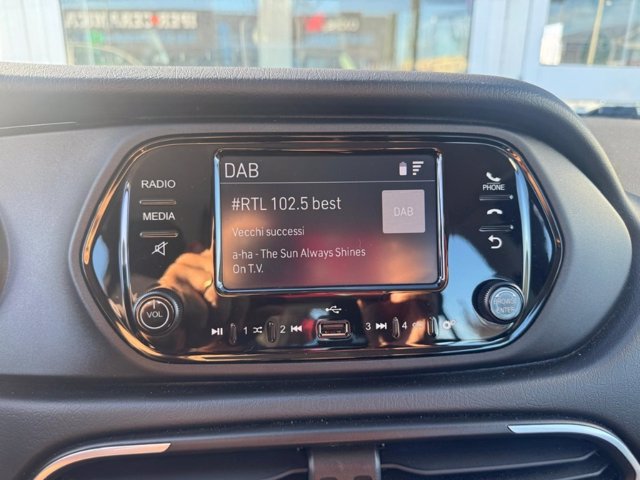 DAB
#RTL 102.5 best
DAB
Vecchi successi
a-ha - The Sun Always Shines
On T.V.
RADIO
MEDIA
PHONE
VOL
BROWSE
ENTER
1
2
3
4